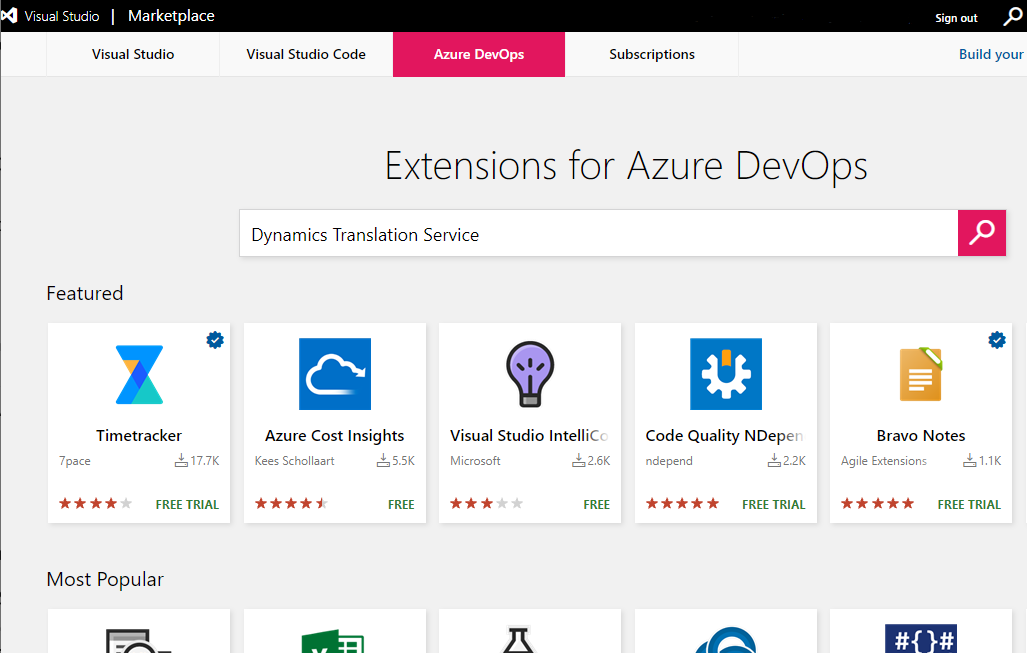 Visual Studio | Marketplace
Sign out
Visual Studio
Visual Studio Code
Azure DevOps
Subscriptions
Build your
Extensions for Azure DevOps
Dynamics Translation Service
Featured
Timetracker
7pace
17.7K
FREE TRIAL
Azure Cost Insights
Kees Schollaart
5.5K
FREE
Visual Studio IntelliCo
Microsoft
2.6K
FREE
Code Quality NDepen
ndepend
2.2K
FREE TRIAL
Bravo Notes
Agile Extensions
1.1K
FREE TRIAL
Most Popular
#{}#